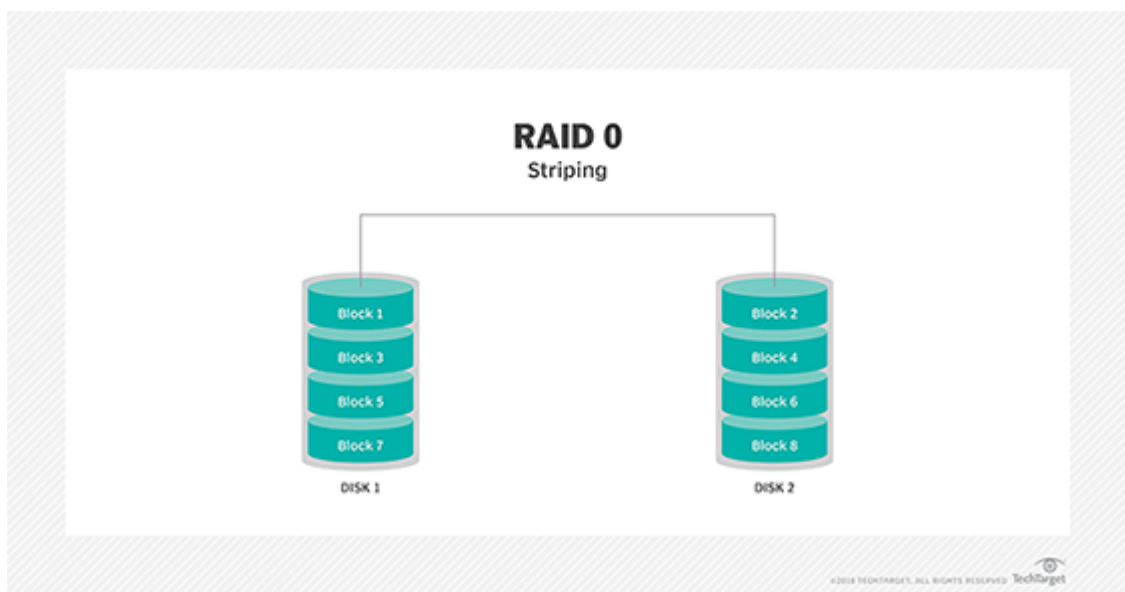 RAID 0
Striping
Block 1
Block 3
Block 5
Block 7
DISK 1
Block 2
Block 4
Block 6
Block 8
DISK 2
©2018 TECHTARGET, ALL RIGHTS RESERVED TechTarget